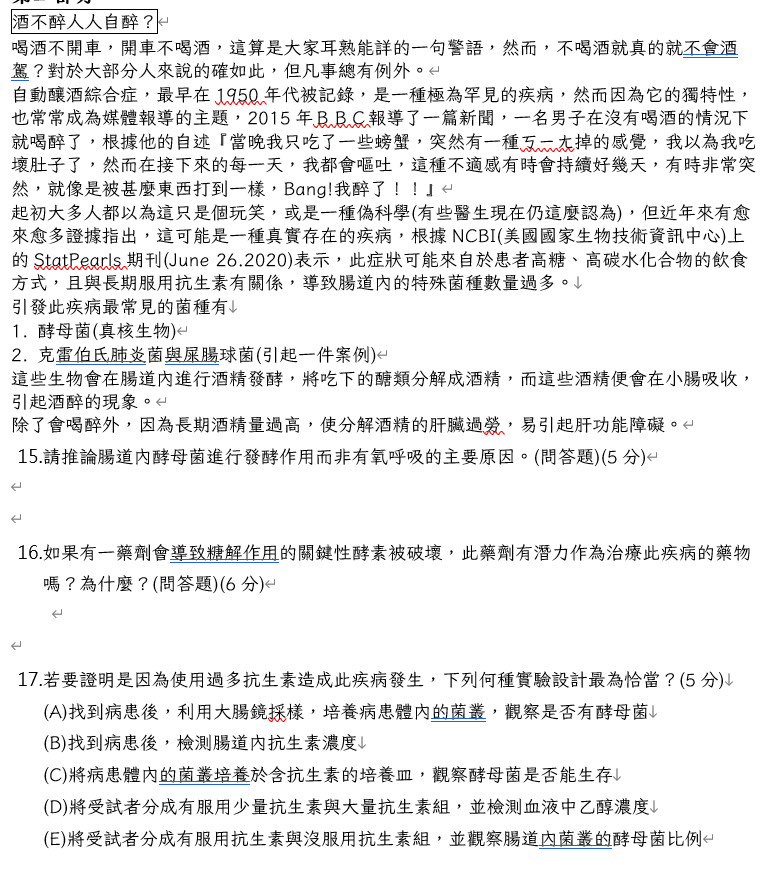 酒不醉人人自醉？
喝酒不開車，開車不喝酒，這算是大家耳熟能詳的一句警語，然而，不喝酒就真的就不會酒
駕？對於大部分人來說的確如此，但凡事總有例外。
自動釀酒綜合症，最早在 1950 年代被記錄，是一種極為罕見的疾病，然而因為它的獨特性，
也常常成為媒體報導的主題，2015 年 B B C 報導了一篇新聞，一名男子在沒有喝酒的情況下
就喝醉了，根據他的自述『當晚我只吃了一些螃蟹，突然有一種ㄎㄧㄤ掉的感覺，我以為我吃
壞肚子了，然而在接下來的每一天，我都會嘔吐，這種不適感有時會持續好幾天，有時非常突
然，就像是被甚麼東西打到一樣，Bang!我醉了！！』
起初大多人都以為這只是個玩笑，或是一種偽科學(有些醫生現在仍這麼認為)，但近年來有愈
來愈多證據指出，這可能是一種真實存在的疾病，根據 NCBI(美國國家生物技術資訊中心)上
的 StatPearls 期刊(June 26.2020)表示，此症狀可能來自於患者高糖、高碳水化合物的飲食
方式，且與長期服用抗生素有關係，導致腸道內的特殊菌種數量過多。
引發此疾病最常見的菌種有
1. 酵母菌(真核生物)
2. 克雷伯氏肺炎菌與屎腸球菌(引起一件案例)
這些生物會在腸道內進行酒精發酵，將吃下的醣類分解成酒精，而這些酒精便會在小腸吸收，
引起酒醉的現象。
除了會喝醉外，因為長期酒精量過高，使分解酒精的肝臟過勞，易引起肝功能障礙。
15.請推論腸道內酵母菌進行發酵作用而非有氧呼吸的主要原因。(問答題)(5 分)
16.如果有一藥劑會導致糖解作用的關鍵性酵素被破壞，此藥劑有潛力作為治療此疾病的藥物
嗎？為什麼？(問答題)(6 分)
17.若要證明是因為使用過多抗生素造成此疾病發生，下列何種實驗設計最為恰當？(5 分)
(A)找到病患後，利用大腸鏡採樣，培養病患體內的菌叢，觀察是否有酵母菌
(B)找到病患後，檢測腸道內抗生素濃度
(C)將病患體內的菌叢培養於含抗生素的培養皿，觀察酵母菌是否能生存
(D)將受試者分成有服用少量抗生素與大量抗生素組，並檢測血液中乙醇濃度
(E)將受試者分成有服用抗生素與沒服用抗生素組，並觀察腸道內菌叢的酵母菌比例